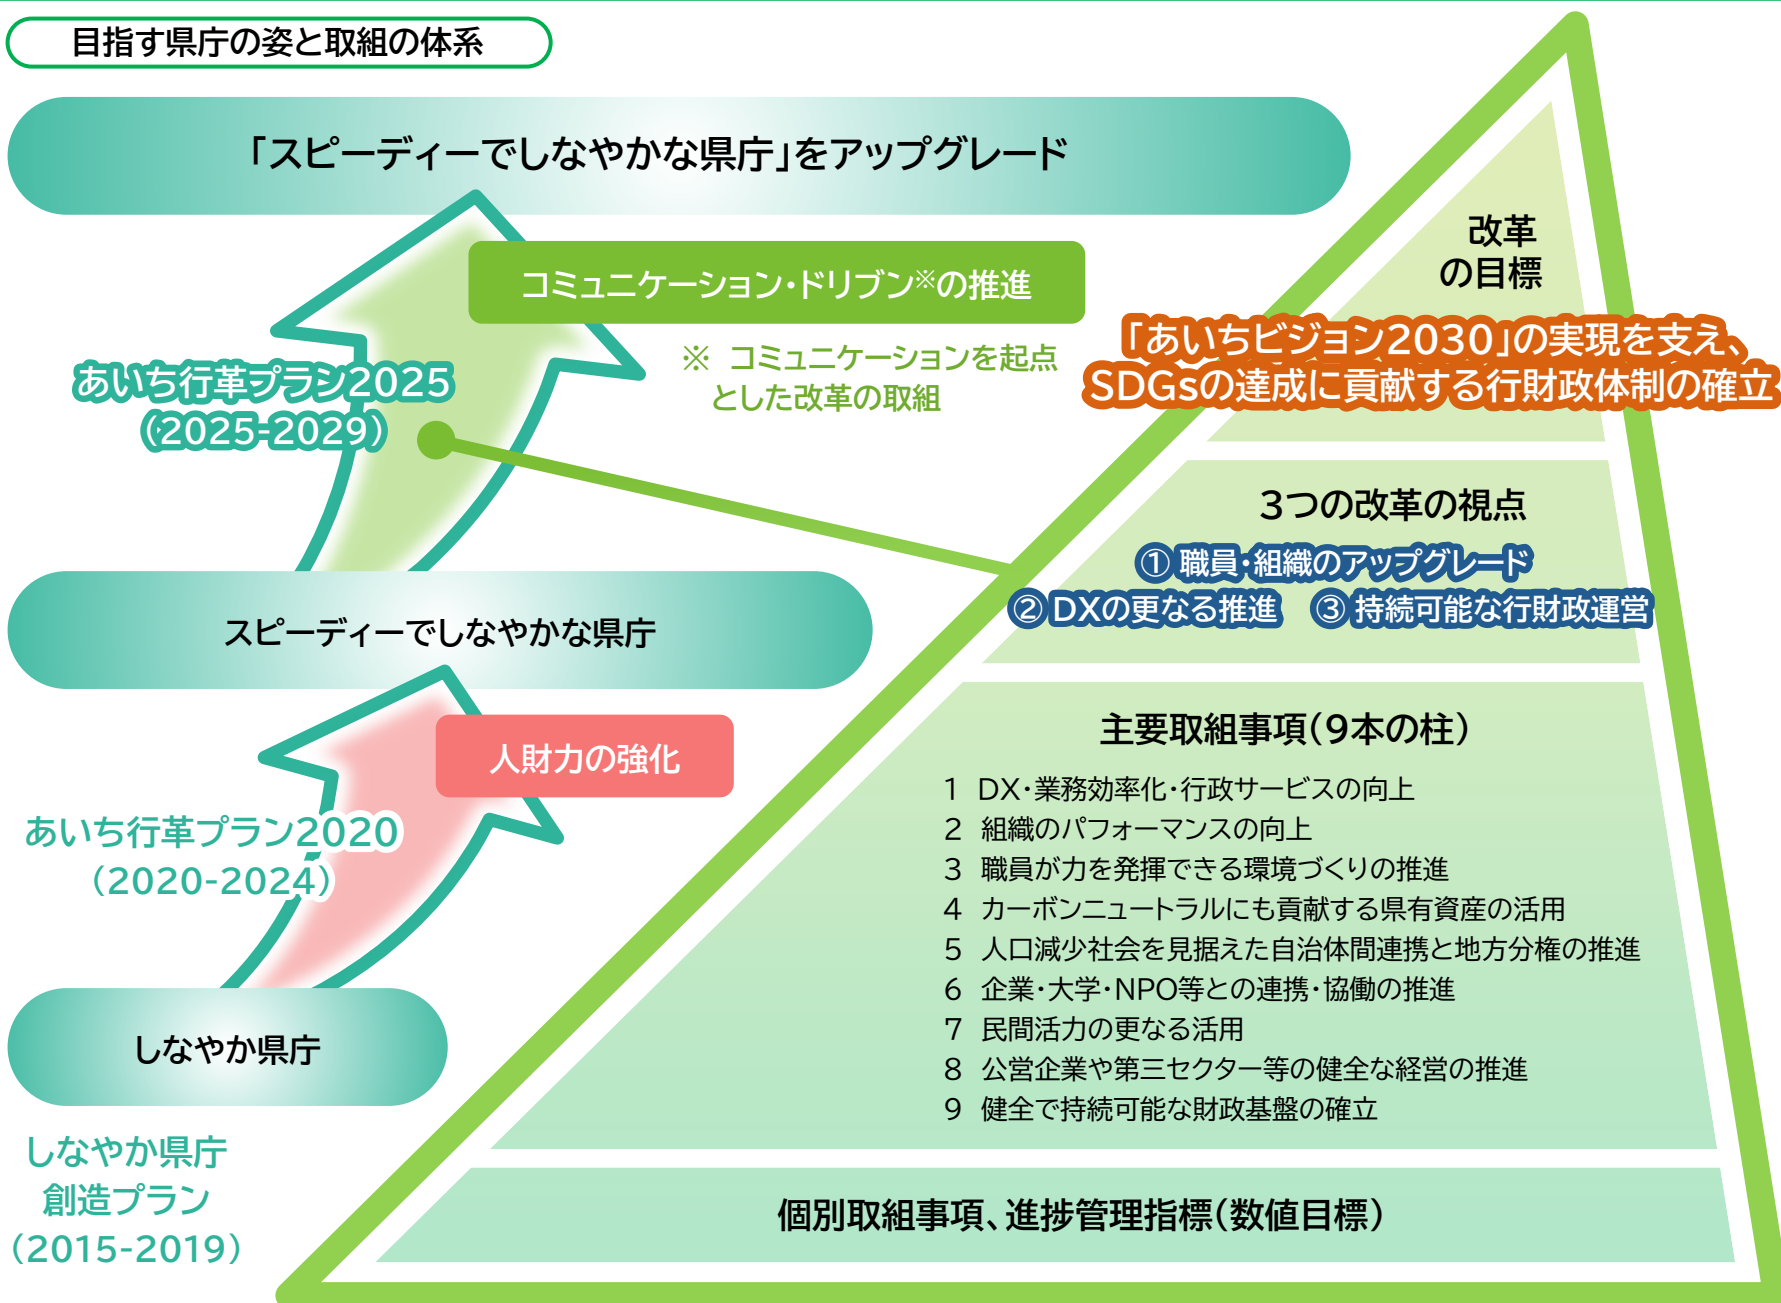 目指す県庁の姿と取組の体系
「スピーディーでしなやかな県庁」をアップグレード
コミュニケーション・ドリブン※の推進
※ コミュニケーションを起点
とした改革の取組
あいち行革プラン2025
(2025-2029)
スピーディーでしなやかな県庁
人財力の強化
あいち行革プラン2020
(2020-2024)
しなやか県庁
しなやか県庁
創造プラン
(2015-2019)
改革
の目標
「あいちビジョン2030」の実現を支え、
SDGsの達成に貢献する行財政体制の確立
3つの改革の視点
① 職員・組織のアップグレード
② DXの更なる推進 ③ 持続可能な行財政運営
主要取組事項(9本の柱)
1 DX・業務効率化・行政サービスの向上
2 組織のパフォーマンスの向上
3 職員が力を発揮できる環境づくりの推進
4 カーボンニュートラルにも貢献する県有資産の活用
5 人口減少社会を見据えた自治体間連携と地方分権の推進
6 企業・大学・NPO等との連携・協働の推進
7 民間活力の更なる活用
8 公営企業や第三セクター等の健全な経営の推進
9 健全で持続可能な財政基盤の確立
個別取組事項、進捗管理指標(数値目標)